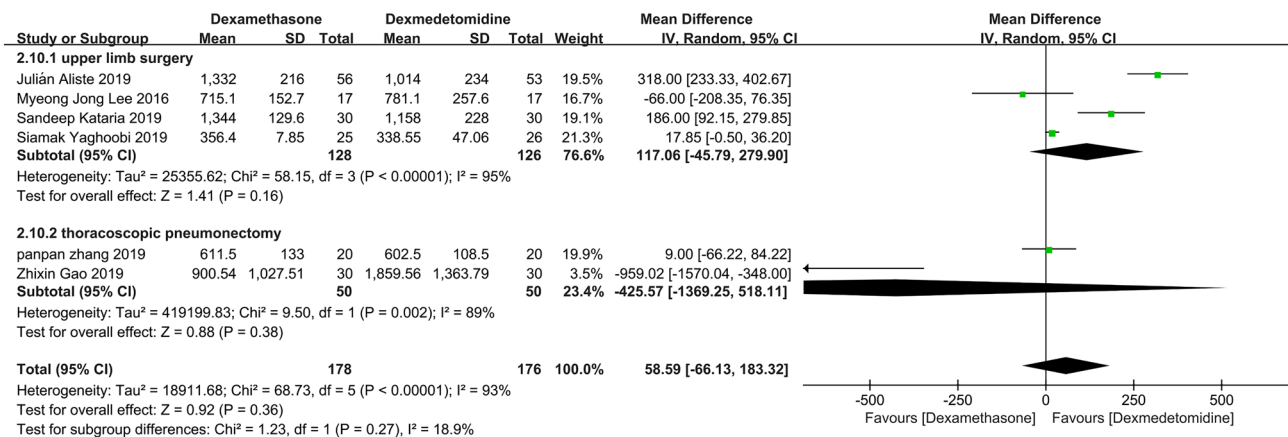 Dexamethasone Dexmedetomidine Mean Difference Mean Difference
Study or Subgroup Mean SD Total Mean SD Total Weight IV, Random, 95% CI IV, Random, 95% CI
2.10.1 upper limb surgery
Julián Aliste 2019 1,332 216 56 1,014 234 53 19.5% 318.00 [233.33, 402.67]
Myeong Jong Lee 2016 715.1 152.7 17 781.1 257.6 17 16.7% -66.00 [-208.35, 76.35]
Sandeep Kataria 2019 1,344 129.6 30 1,158 228 30 19.1% 186.00 [92.15, 279.85]
Siamak Yaghoobi 2019 356.4 7.85 25 338.55 47.06 26 21.3% 17.85 [-0.50, 36.20]
Subtotal (95% CI) 128 126 76.6% 117.06 [-45.79, 279.90]
Heterogeneity: Tau² = 25355.62; Chi² = 58.15, df = 3 (P < 0.00001); I² = 95%
Test for overall effect: Z = 1.41 (P = 0.16)
2.10.2 thoracoscopic pneumonectomy
panpan zhang 2019 611.5 133 20 602.5 108.5 20 19.9% 9.00 [-66.22, 84.22]
Zhixin Gao 2019 900.54 1,027.51 30 1,859.56 1,363.79 30 3.5% -959.02 [-1570.04, -348.00]
Subtotal (95% CI) 50 50 23.4% -425.57 [-1369.25, 518.11]
Heterogeneity: Tau² = 419199.83; Chi² = 9.50, df = 1 (P = 0.002); I² = 89%
Test for overall effect: Z = 0.88 (P = 0.38)
Total (95% CI) 178 176 100.0% 58.59 [-66.13, 183.32]
Heterogeneity: Tau² = 18911.68; Chi² = 68.73, df = 5 (P < 0.00001); I² = 93%
Test for overall effect: Z = 0.92 (P = 0.36)
Test for subgroup differences: Chi² = 1.23, df = 1 (P = 0.27), I² = 18.9%
-500 -250 0 250 500
Favours [Dexamethasone] Favours [Dexmedetomidine]